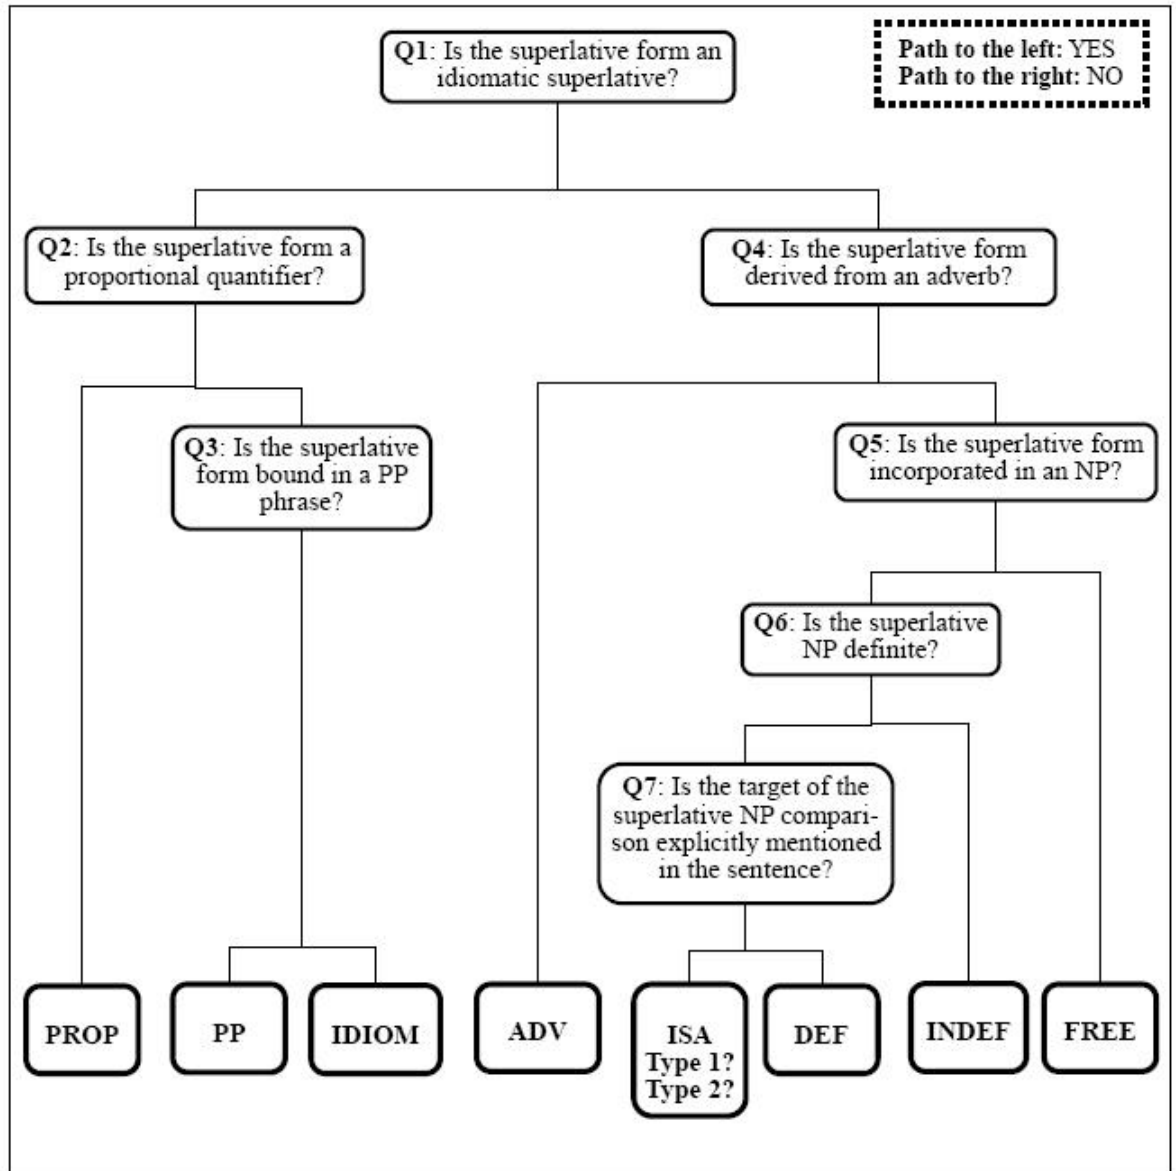 Q1: Is the superlative form an
idiomatic superlative?
Path to the left: YES
Path to the right: NO
Q2: Is the superlative form a
proportional quantifier?
Q4: Is the superlative form
derived from an adverb?
Q3: Is the superlative
form bound in a PP
phrase?
Q5: Is the superlative form
incorporated in an NP?
Q6: Is the superlative
NP definite?
Q7: Is the target of the
superlative NP compari-
son explicitly mentioned
in the sentence?
PROP
PP
IDIOM
ADV
ISA
Type 1?
Type 2?
DEF
INDEF
FREE